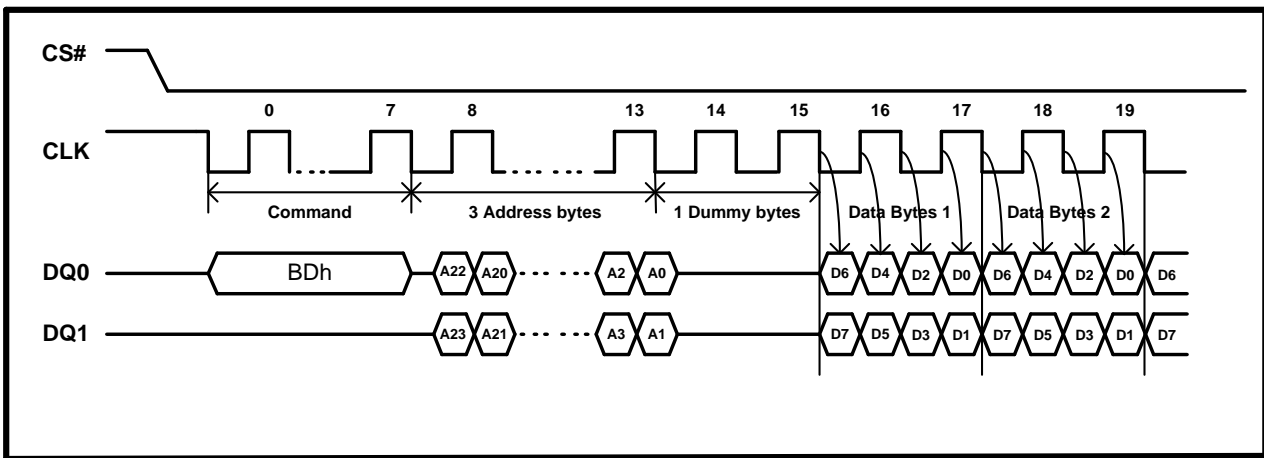 CS#
0 7 8 13 14 15 16 17 18 19
CLK
Command 3 Address bytes 1 Dummy bytes Data Bytes 1 Data Bytes 2
DQ0 BDh A22 A20 A2 A0 D6 D4 D2 D0 D6 D4 D2 D0 D6
DQ1 A23 A21 A3 A1 D7 D5 D3 D1 D7 D5 D3 D1 D7